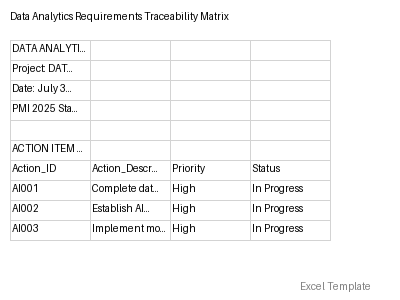 Data Analytics Requirements Traceability Matrix
DATA ANALYTI...
Project: DAT...
Date: July 3...
PMI 2025 Sta...
ACTION ITEM ...
Action_ID Action_Descr... Priority Status
AI001 Complete dat... High In Progress
AI002 Establish AI... High In Progress
AI003 Implement mo... High In Progress
Excel Template